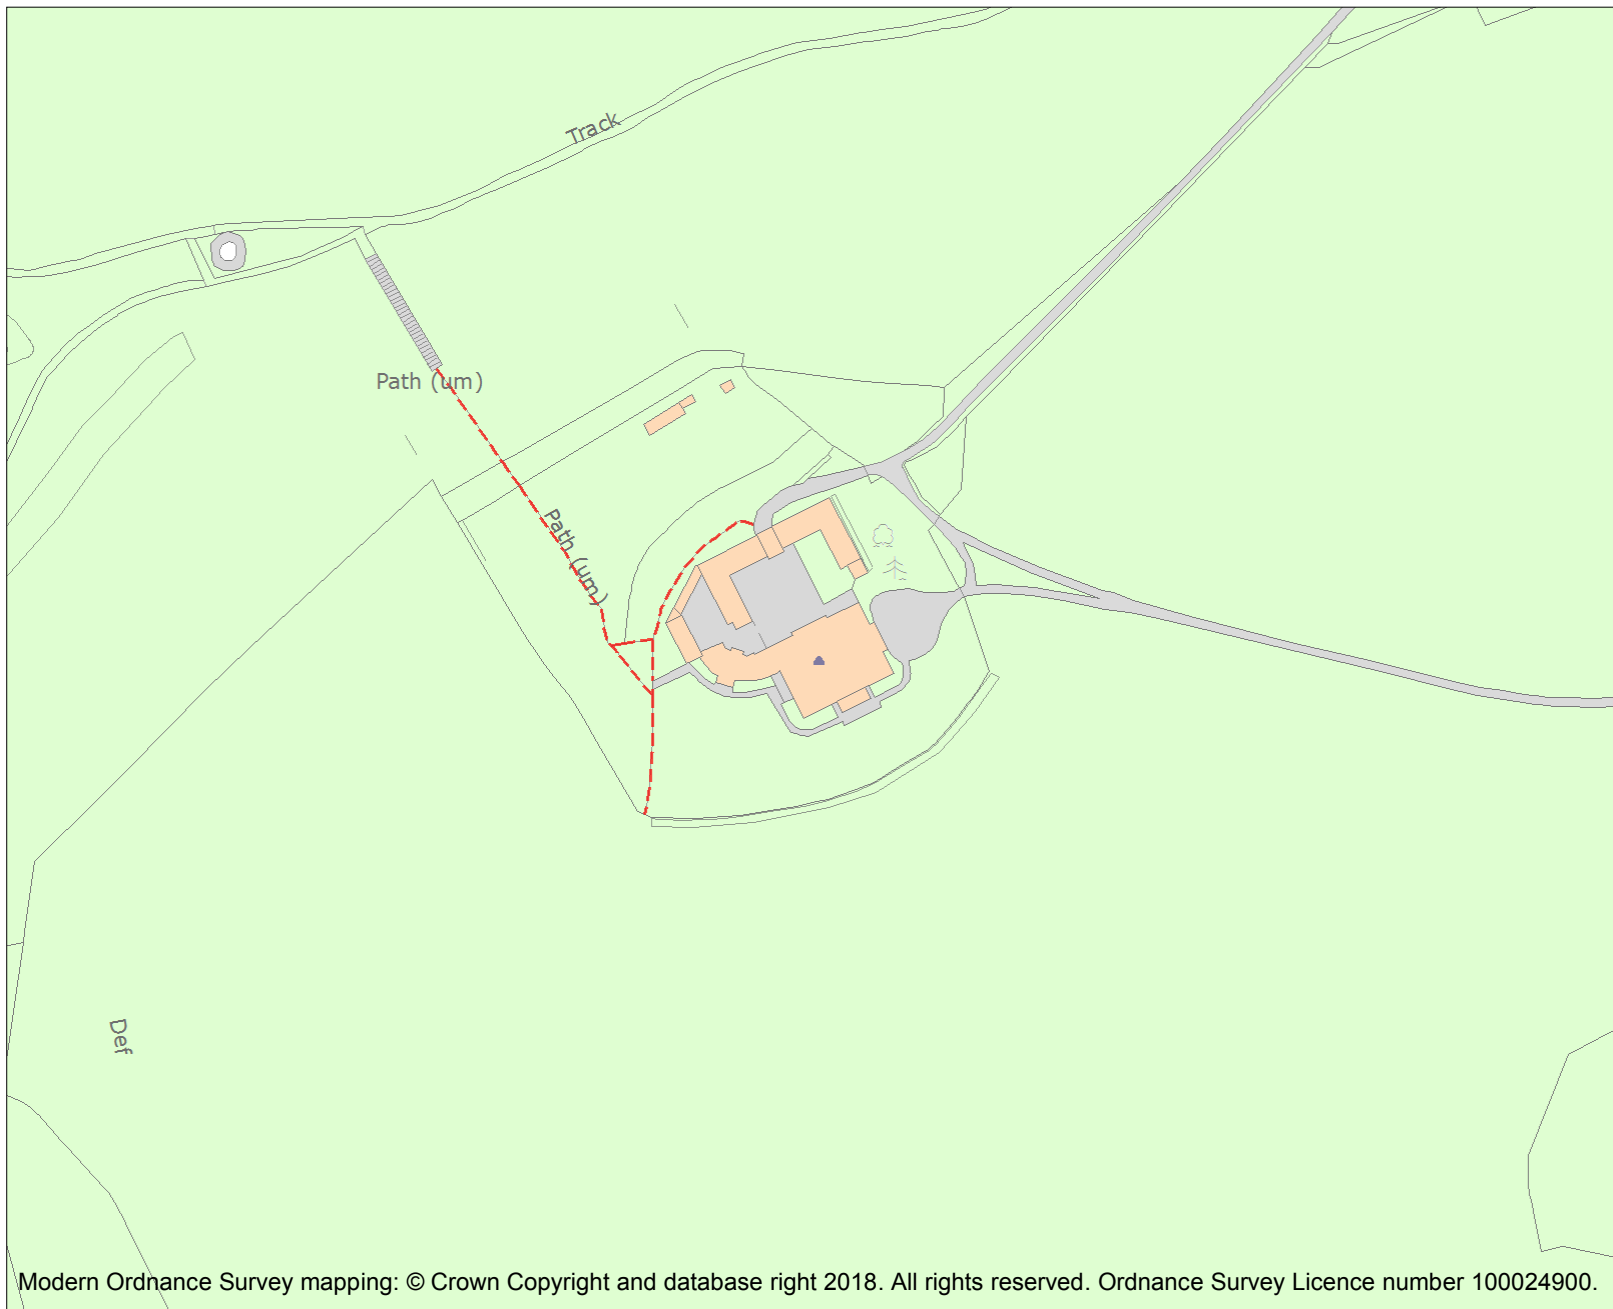 Track
Path (um)
Path (um)
Def
Modern Ordnance Survey mapping: © Crown Copyright and database right 2018. All rights reserved. Ordnance Survey Licence number 100024900.